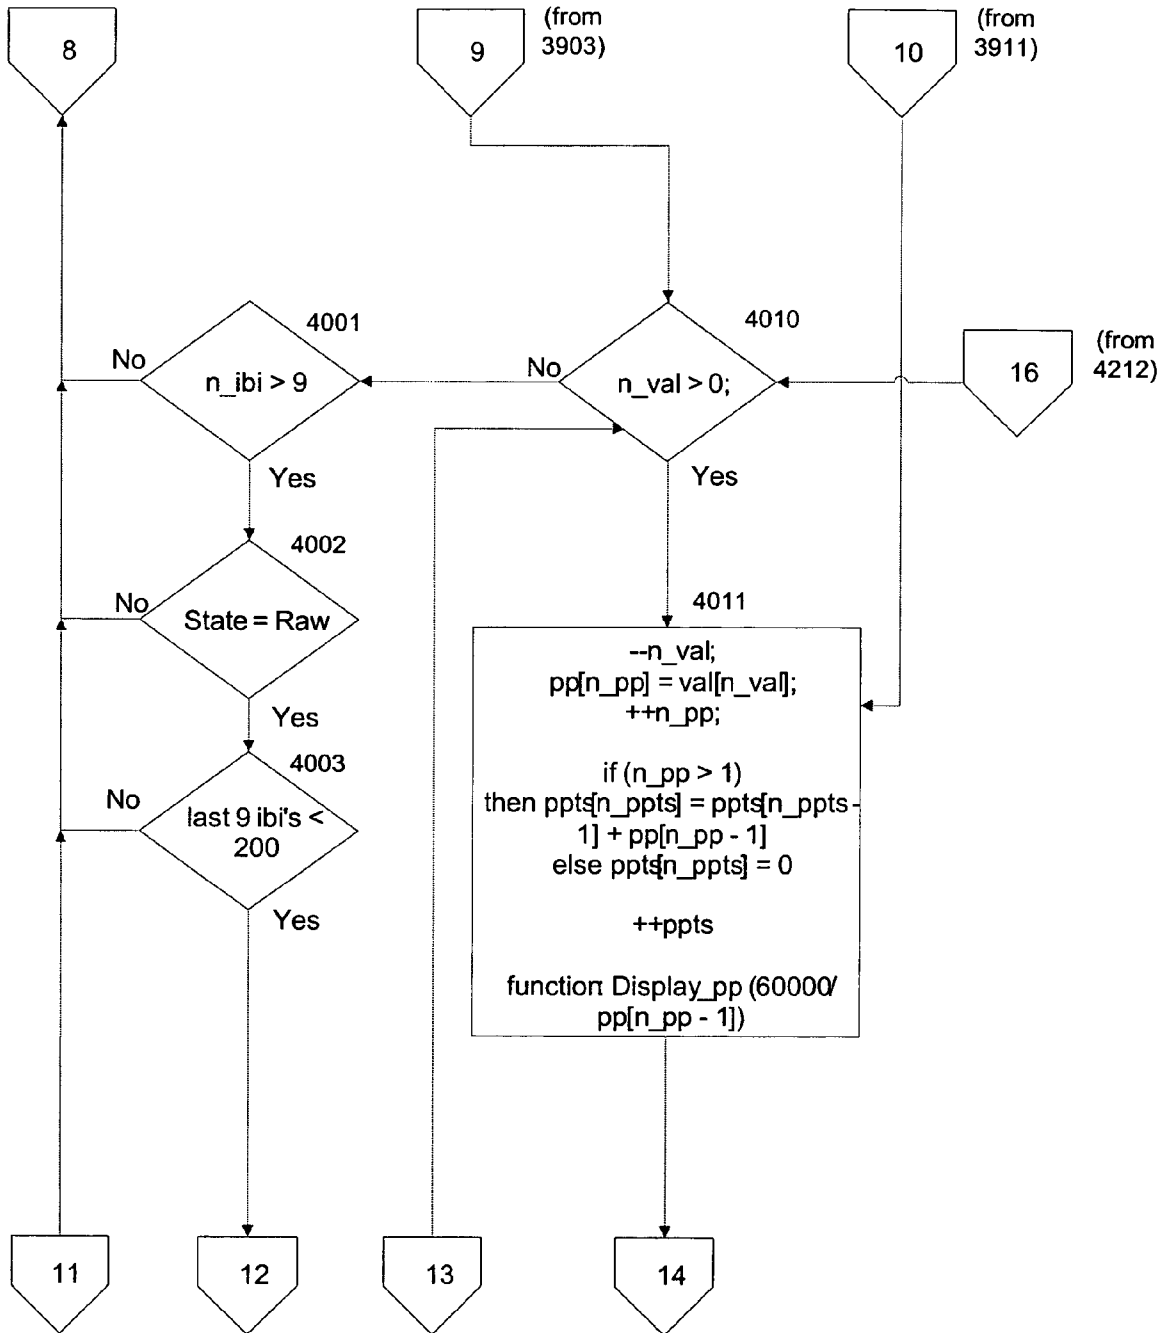 8
9
(from
3903)
10
(from
3911)
4001
n_ibi > 9
No
Yes
4010
n_val > 0;
No
Yes
16
(from
4212)
4002
State = Raw
No
Yes
4003
last 9 ibi's <
200
No
Yes
4011
--n_val;
pp[n_pp] = val[n_val];
++n_pp;
if (n_pp > 1)
then ppts[n_ppts] = ppts[n_ppts-
1] + pp[n_pp - 1]
else ppts[n_ppts] = 0
++ppts
function: Display_pp (60000/
pp[n_pp - 1])
11
12
13
14